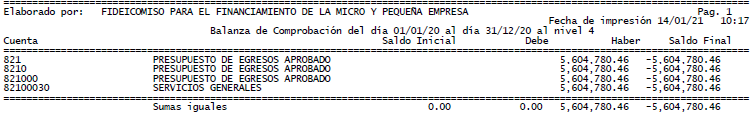 Elaborado por: FIDEICOMISO PARA EL FINANCIAMIENTO DE LA MICRO Y PEQUEÑA EMPRESA Pag. 1
Fecha de impresión 14/01/21 10:17
Balanza de Comprobación del día 01/01/20 al día 31/12/20 al nivel 4
Cuenta Saldo Inicial Debe Haber Saldo Final
821 PRESUPUESTO DE EGRESOS APROBADO 5,604,780.46 -5,604,780.46
8210 PRESUPUESTO DE EGRESOS APROBADO 5,604,780.46 -5,604,780.46
821000 PRESUPUESTO DE EGRESOS APROBADO 5,604,780.46 -5,604,780.46
82100030 SERVICIOS GENERALES 5,604,780.46 -5,604,780.46
Sumas iguales 0.00 0.00 5,604,780.46 -5,604,780.46